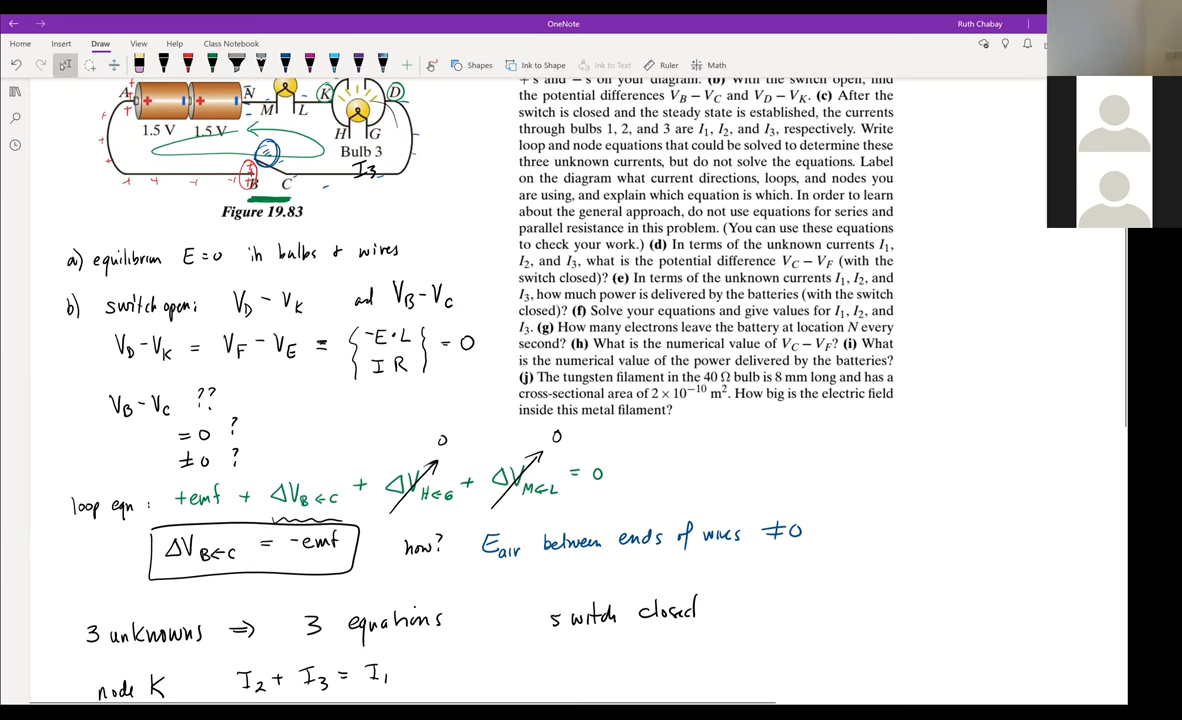 OneNote
Ruth Chabay
Home Insert Draw View Help Class Notebook
Shapes Ink to Shape Ink to Text Ruler Math
A N M L K D
1.5 V 1.5 V H G
Bulb 3
I3
B C
Figure 19.83
+'s and −'s on your diagram. (b) With the switch open, find
the potential differences VB − VC and VD − VK. (c) After the
switch is closed and the steady state is established, the currents
through bulbs 1, 2, and 3 are I1, I2, and I3, respectively. Write
loop and node equations that could be solved to determine these
three unknown currents, but do not solve the equations. Label
on the diagram what current directions, loops, and nodes you
are using, and explain which equation is which. In order to learn
about the general approach, do not use equations for series and
parallel resistance in this problem. (You can use these equations
to check your work.) (d) In terms of the unknown currents I1,
I2, and I3, what is the potential difference VC − VF (with the
switch closed)? (e) In terms of the unknown currents I1, I2, and
I3, how much power is delivered by the batteries (with the switch
closed)? (f) Solve your equations and give values for I1, I2, and
I3. (g) How many electrons leave the battery at location N every
second? (h) What is the numerical value of VC − VF? (i) What
is the numerical value of the power delivered by the batteries?
(j) The tungsten filament in the 40 Ω bulb is 8 mm long and has a
cross-sectional area of 2 × 10⁻¹⁰ m². How big is the electric field
inside this metal filament?
a) equilibrium E = 0 in bulbs + wires
b) switch open: VD − VK and VB − VC
VD − VK = VF − VE = { −E·L
I R } = 0
VB − VC ??
= 0 ?
≠ 0 ?
0 0
loop eqn : +emf + ΔVB←C + ΔVH←G + ΔVM←L = 0
ΔVB←C = −emf how? Eair between ends of wires ≠ 0
3 unknowns ⇒ 3 equations switch closed
node K I2 + I3 = I1